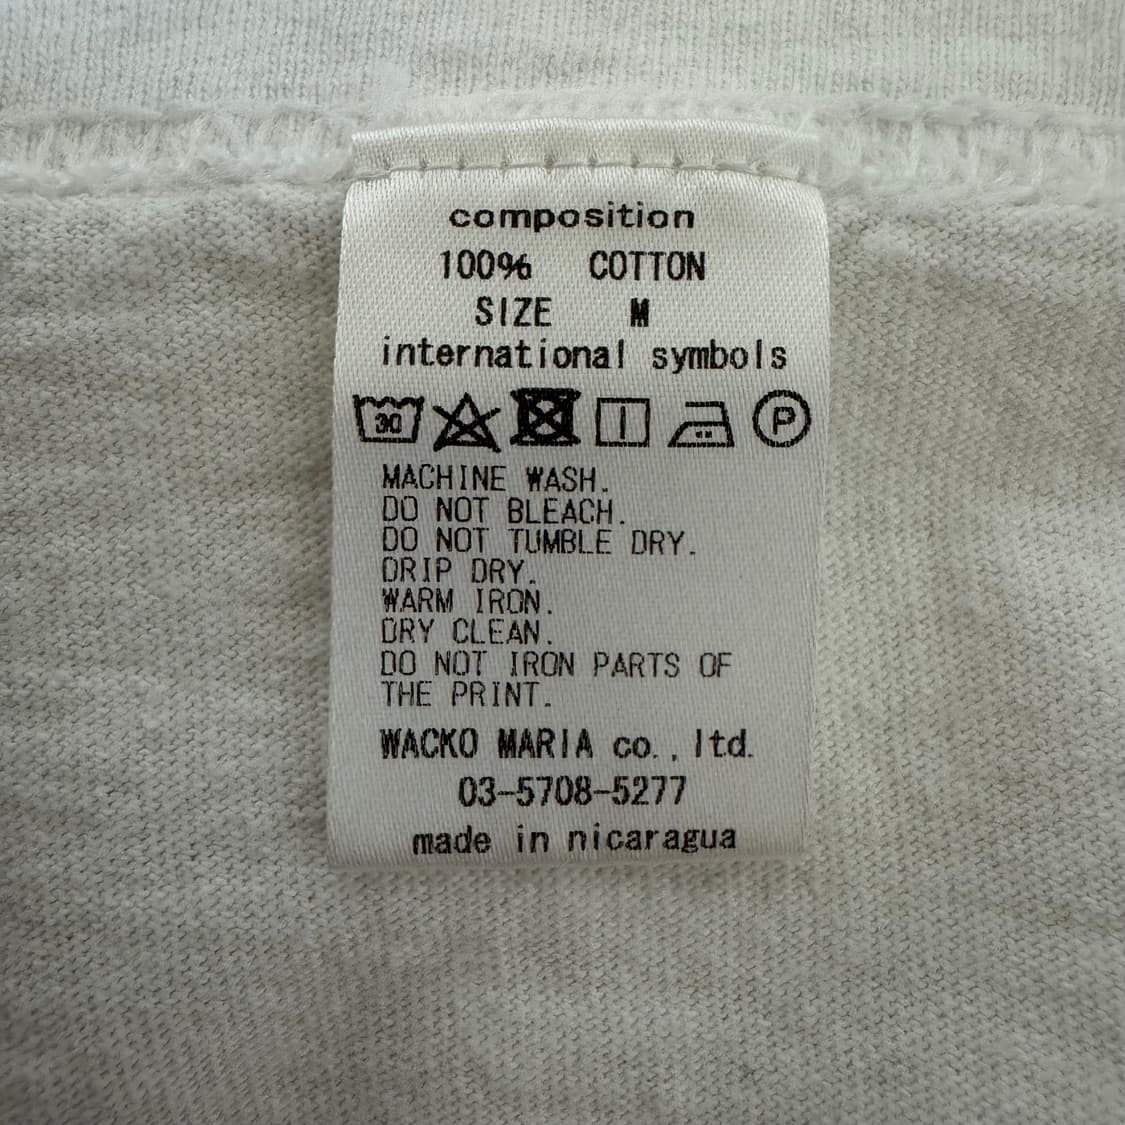 composition
100% COTTON
SIZE M
international symbols
30 P
MACHINE WASH.
DO NOT BLEACH.
DO NOT TUMBLE DRY.
DRIP DRY.
WARM IRON.
DRY CLEAN.
DO NOT IRON PARTS OF
THE PRINT.
WACKO MARIA co., ltd.
03-5708-5277
made in nicaragua